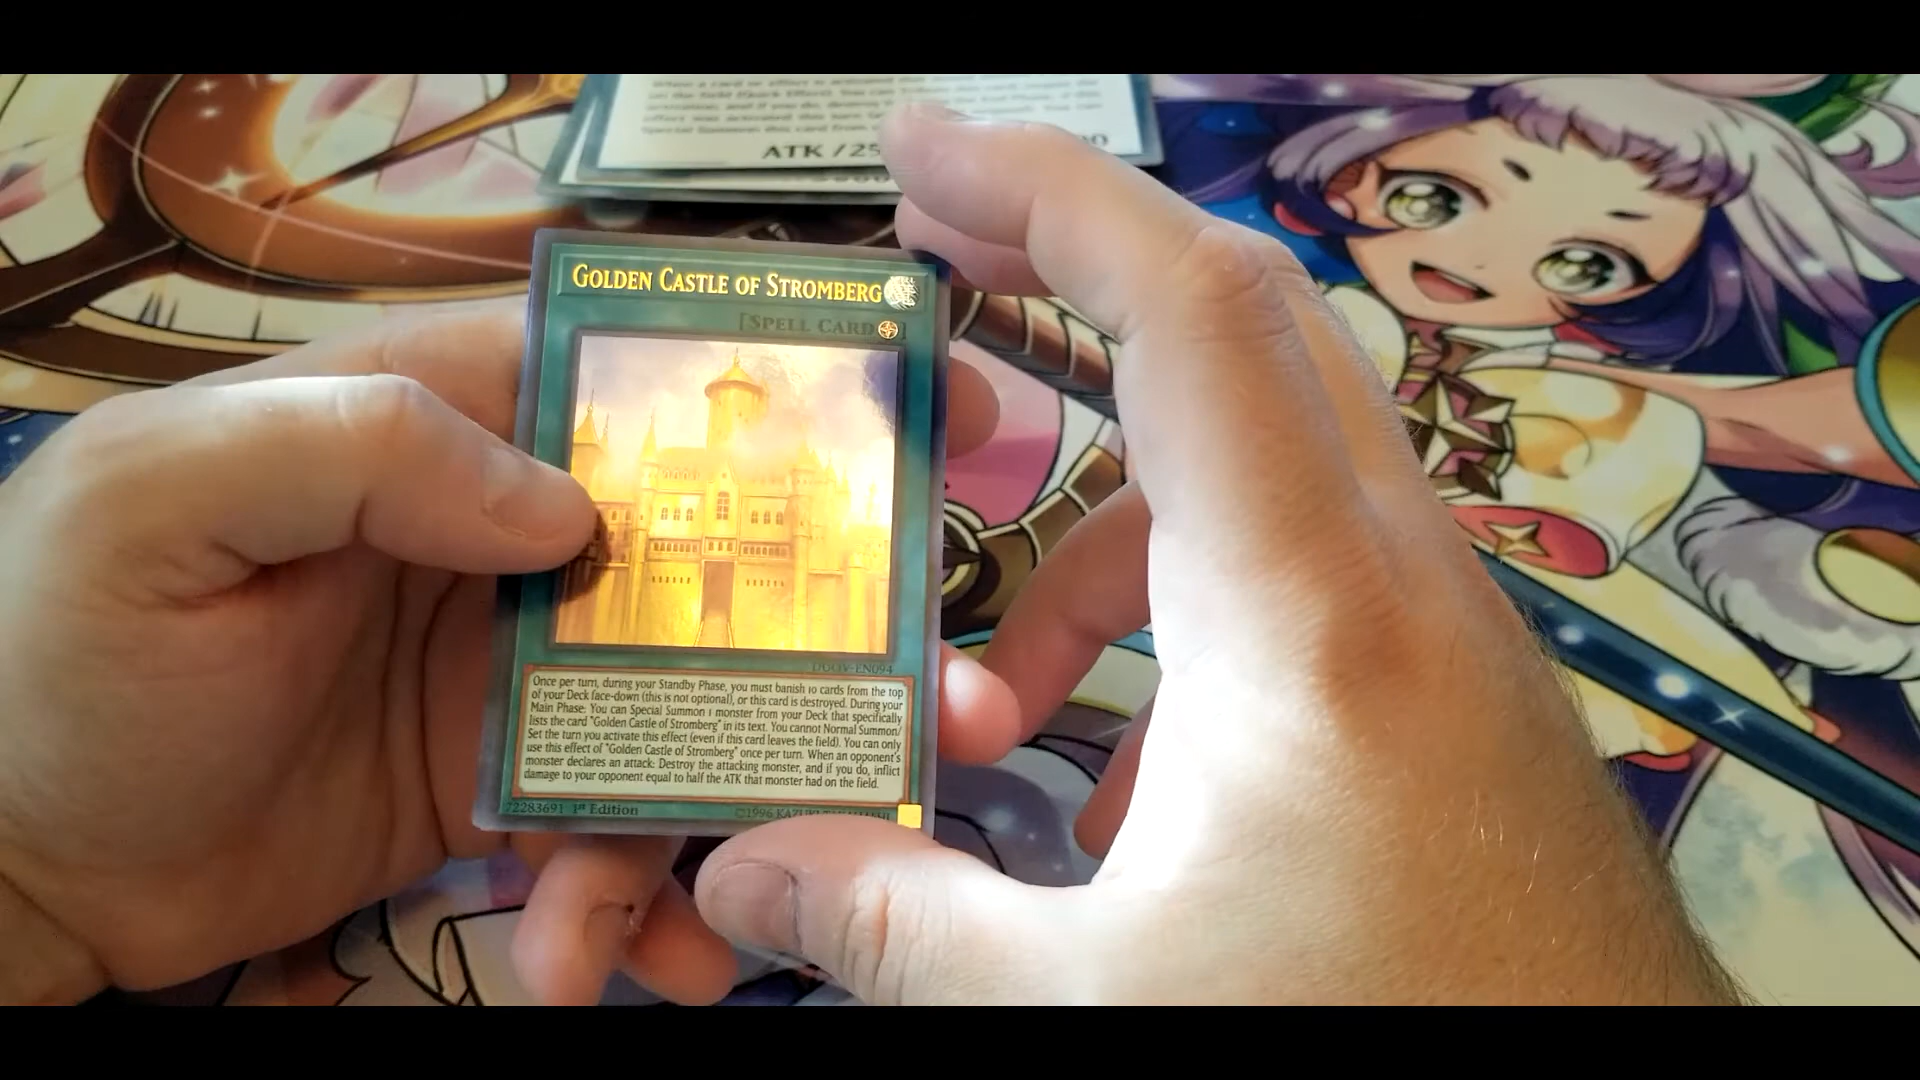 ATK / 25
GOLDEN CASTLE OF STROMBERG
[SPELL CARD ]
DUOV-EN094
Once per turn, during your Standby Phase, you must banish 10 cards from the top
of your Deck face-down (this is not optional), or this card is destroyed. During your
Main Phase: You can Special Summon 1 monster from your Deck that specifically
lists the card "Golden Castle of Stromberg" in its text. You cannot Normal Summon/
Set the turn you activate this effect (even if this card leaves the field). You can only
use this effect of "Golden Castle of Stromberg" once per turn. When an opponent's
monster declares an attack: Destroy the attacking monster, and if you do, inflict
damage to your opponent equal to half the ATK that monster had on the field.
72283691 1st Edition
©1996 KAZUKI TAKAHASHI